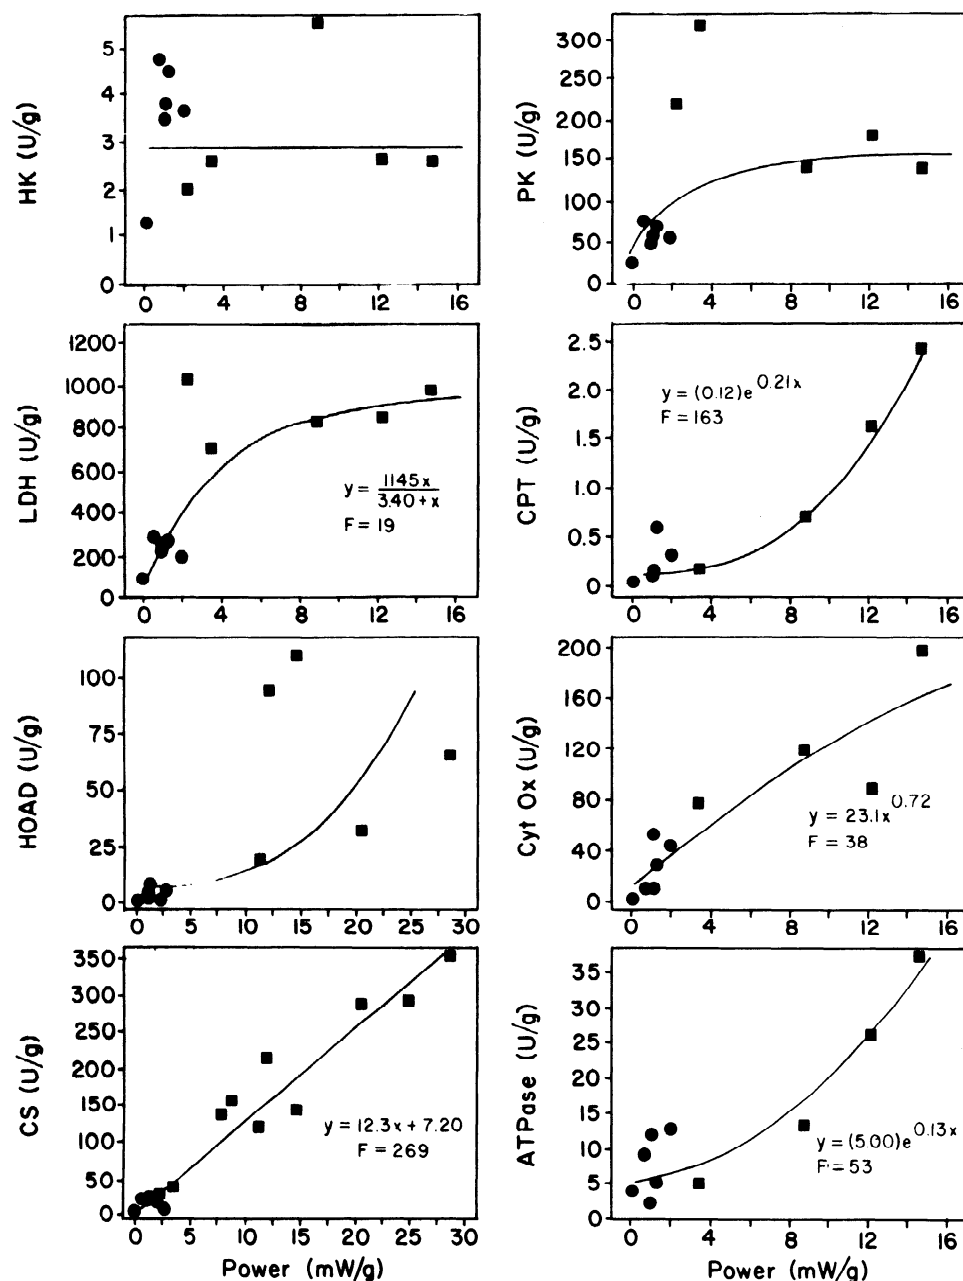 HK (U/g)
5
4
3
2
1
0
0 4 8 12 16
PK (U/g)
300
250
200
150
100
50
0
0 4 8 12 16
LDH (U/g)
1200
1000
800
600
400
200
0
y = 1145x
3.40+x
F = 19
0 4 8 12 16
CPT (U/g)
2.5
2.0
1.5
1.0
0.5
0
y = (0.12)e 0.21x
F = 163
0 4 8 12 16
HOAD (U/g)
100
75
50
25
0
0 5 10 15 20 25 30
Cyt Ox (U/g)
200
160
120
80
40
0
y = 23.1x 0.72
F = 38
0 4 8 12 16
CS (U/g)
350
300
250
200
150
100
50
0
y = 12.3x + 7.20
F = 269
0 5 10 15 20 25 30
Power (mW/g)
ATPase (U/g)
35
30
25
20
15
10
5
0
y = (5.00)e 0.13x
F = 53
0 4 8 12 16
Power (mW/g)